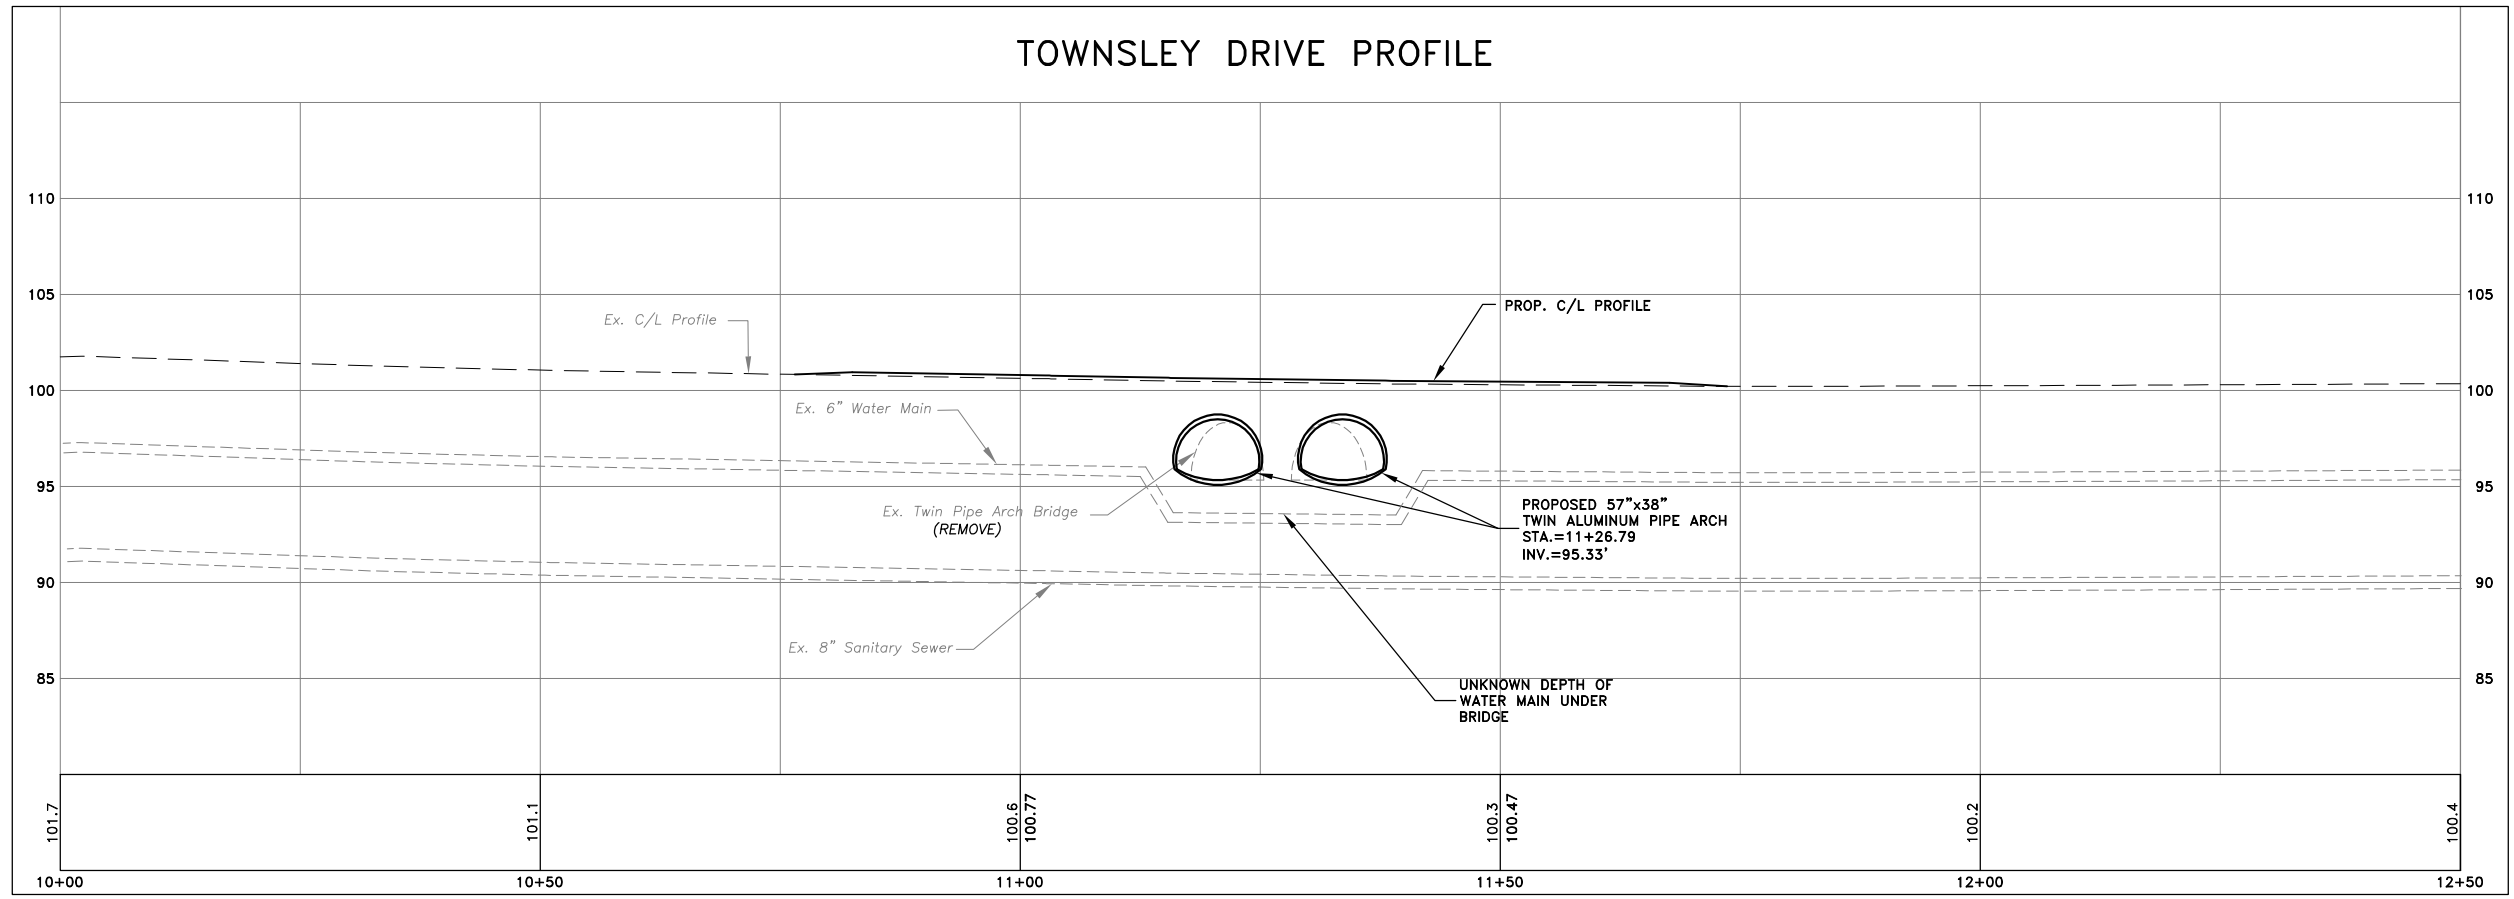 TOWNSLEY DRIVE PROFILE
110 110
105 105
PROP. C/L PROFILE
Ex. C/L Profile
100 100
Ex. 6" Water Main
95 95
Ex. Twin Pipe Arch Bridge
(REMOVE)
PROPOSED 57"x38"
TWIN ALUMINUM PIPE ARCH
STA.=11+26.79
INV.=95.33'
90 90
Ex. 8" Sanitary Sewer
85 85
UNKNOWN DEPTH OF
WATER MAIN UNDER
BRIDGE
101.7
101.1
100.6
100.77
100.3
100.47
100.2
100.4
10+00 10+50 11+00 11+50 12+00 12+50